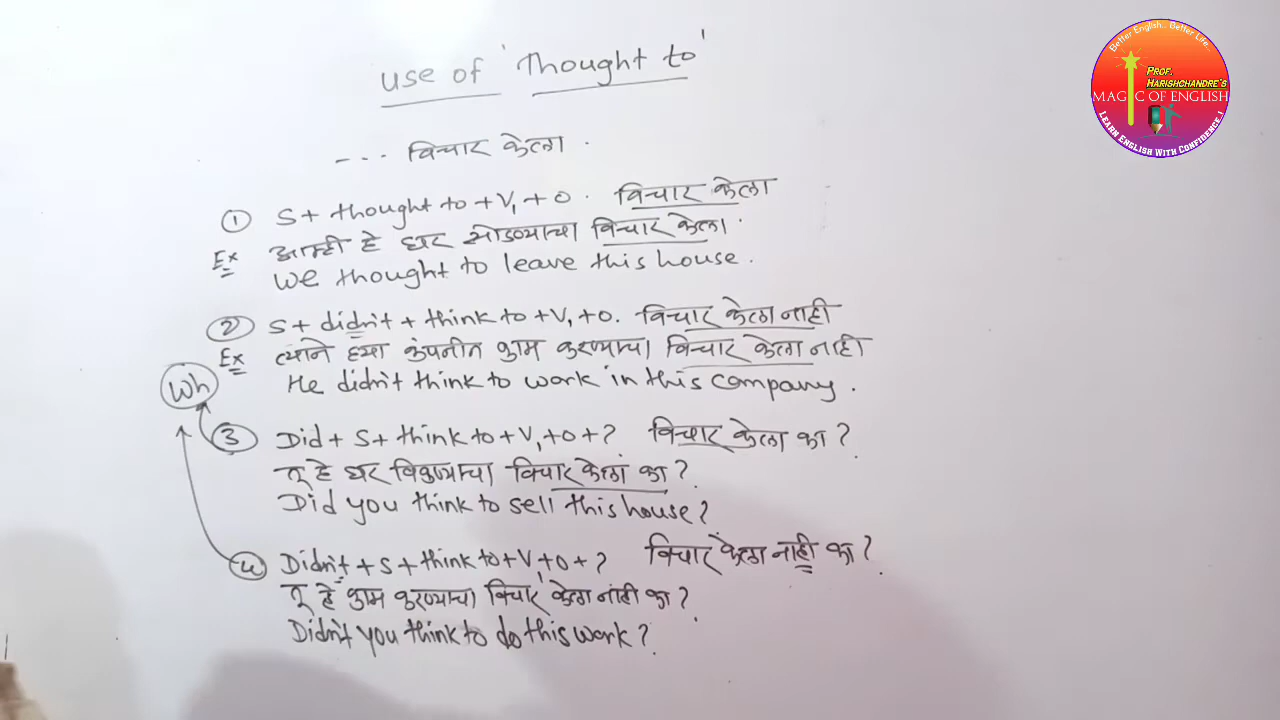 use of 'Thought to'
--- विचार केला .
① S + thought to + V₁ + O . विचार केला
Ex आम्ही हे घर सोडण्याचा विचार केला.
We thought to leave this house.
② S + didn't + think to + V₁ + O. विचार केला नाही
Ex त्याने ह्या कंपनीत काम करण्याचा विचार केला नाही
Wh
He didn't think to work in this company .
③ Did + S + think to + V₁ + O + ? विचार केला का ?
तू हे घर विकण्याचा विचार केला का ?
Did you think to sell this house?
④ Didn't + S + think to + V₁ + O + ? विचार केला नाही का ?
तू हे काम करण्याचा विचार केला नाही का ?
Didn't you think to do this work ?
Better English... Better Life...
PROF.
HARISHCHANDRE'S
MAGIC OF ENGLISH
LEARN ENGLISH WITH CONFIDENCE !